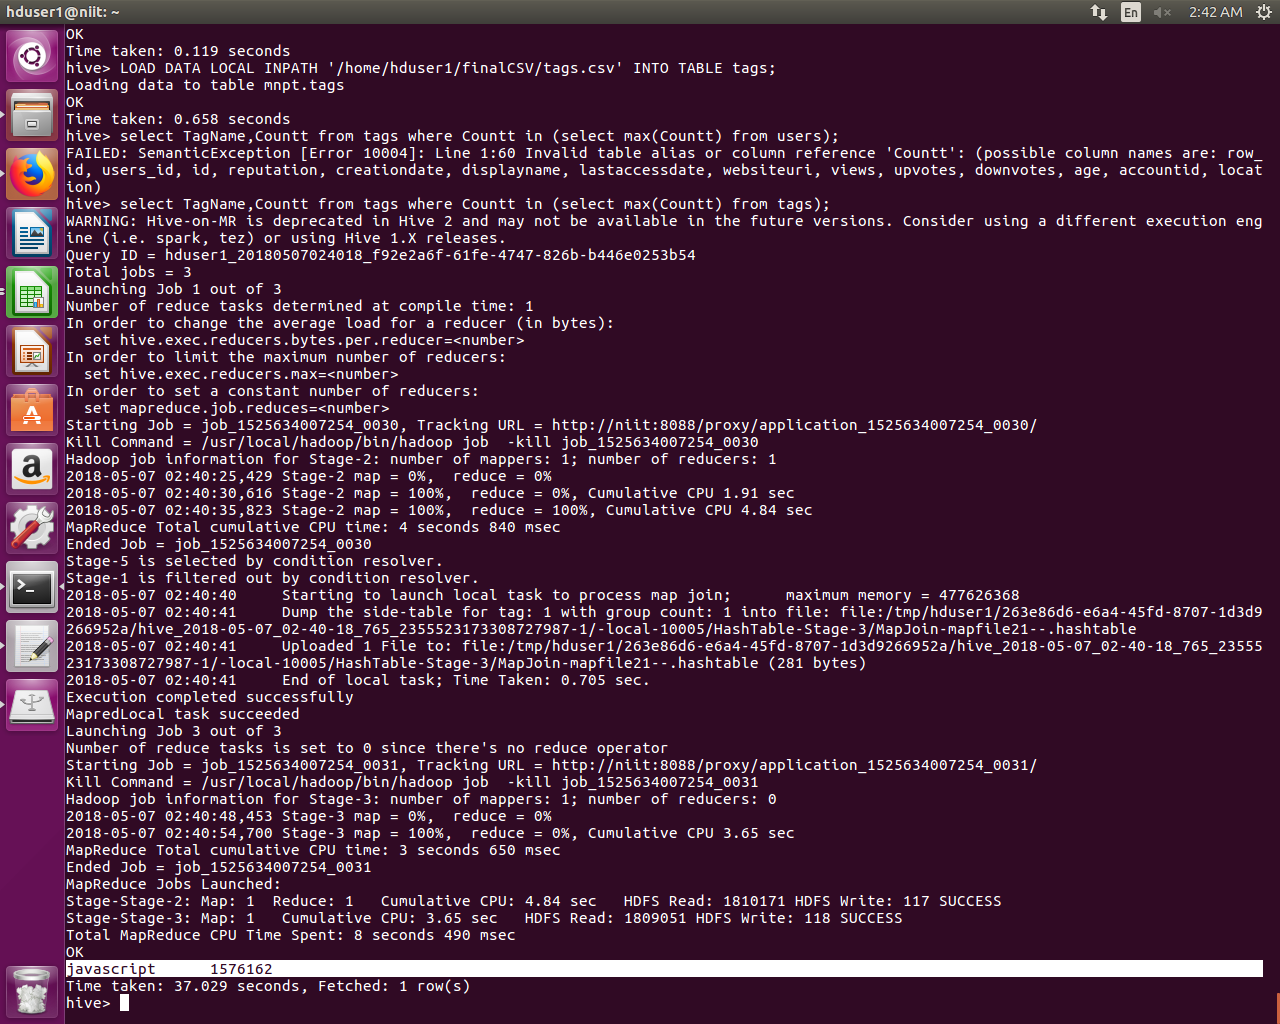 hduser1@niit: ~
En
2:42 AM
OK
Time taken: 0.119 seconds
hive> LOAD DATA LOCAL INPATH '/home/hduser1/finalCSV/tags.csv' INTO TABLE tags;
Loading data to table mnpt.tags
OK
Time taken: 0.658 seconds
hive> select TagName,Countt from tags where Countt in (select max(Countt) from users);
FAILED: SemanticException [Error 10004]: Line 1:60 Invalid table alias or column reference 'Countt': (possible column names are: row_
id, users_id, id, reputation, creationdate, displayname, lastaccessdate, websiteuri, views, upvotes, downvotes, age, accountid, locat
ion)
hive> select TagName,Countt from tags where Countt in (select max(Countt) from tags);
WARNING: Hive-on-MR is deprecated in Hive 2 and may not be available in the future versions. Consider using a different execution eng
ine (i.e. spark, tez) or using Hive 1.X releases.
Query ID = hduser1_20180507024018_f92e2a6f-61fe-4747-826b-b446e0253b54
Total jobs = 3
Launching Job 1 out of 3
Number of reduce tasks determined at compile time: 1
In order to change the average load for a reducer (in bytes):
  set hive.exec.reducers.bytes.per.reducer=<number>
In order to limit the maximum number of reducers:
  set hive.exec.reducers.max=<number>
In order to set a constant number of reducers:
  set mapreduce.job.reduces=<number>
Starting Job = job_1525634007254_0030, Tracking URL = http://niit:8088/proxy/application_1525634007254_0030/
Kill Command = /usr/local/hadoop/bin/hadoop job  -kill job_1525634007254_0030
Hadoop job information for Stage-2: number of mappers: 1; number of reducers: 1
2018-05-07 02:40:25,429 Stage-2 map = 0%,  reduce = 0%
2018-05-07 02:40:30,616 Stage-2 map = 100%,  reduce = 0%, Cumulative CPU 1.91 sec
2018-05-07 02:40:35,823 Stage-2 map = 100%,  reduce = 100%, Cumulative CPU 4.84 sec
MapReduce Total cumulative CPU time: 4 seconds 840 msec
Ended Job = job_1525634007254_0030
Stage-5 is selected by condition resolver.
Stage-1 is filtered out by condition resolver.
2018-05-07 02:40:40     Starting to launch local task to process map join;      maximum memory = 477626368
2018-05-07 02:40:41     Dump the side-table for tag: 1 with group count: 1 into file: file:/tmp/hduser1/263e86d6-e6a4-45fd-8707-1d3d9
266952a/hive_2018-05-07_02-40-18_765_2355523173308727987-1/-local-10005/HashTable-Stage-3/MapJoin-mapfile21--.hashtable
2018-05-07 02:40:41     Uploaded 1 File to: file:/tmp/hduser1/263e86d6-e6a4-45fd-8707-1d3d9266952a/hive_2018-05-07_02-40-18_765_23555
23173308727987-1/-local-10005/HashTable-Stage-3/MapJoin-mapfile21--.hashtable (281 bytes)
2018-05-07 02:40:41     End of local task; Time Taken: 0.705 sec.
Execution completed successfully
MapredLocal task succeeded
Launching Job 3 out of 3
Number of reduce tasks is set to 0 since there's no reduce operator
Starting Job = job_1525634007254_0031, Tracking URL = http://niit:8088/proxy/application_1525634007254_0031/
Kill Command = /usr/local/hadoop/bin/hadoop job  -kill job_1525634007254_0031
Hadoop job information for Stage-3: number of mappers: 1; number of reducers: 0
2018-05-07 02:40:48,453 Stage-3 map = 0%,  reduce = 0%
2018-05-07 02:40:54,700 Stage-3 map = 100%,  reduce = 0%, Cumulative CPU 3.65 sec
MapReduce Total cumulative CPU time: 3 seconds 650 msec
Ended Job = job_1525634007254_0031
MapReduce Jobs Launched:
Stage-Stage-2: Map: 1  Reduce: 1   Cumulative CPU: 4.84 sec   HDFS Read: 1810171 HDFS Write: 117 SUCCESS
Stage-Stage-3: Map: 1   Cumulative CPU: 3.65 sec   HDFS Read: 1809051 HDFS Write: 118 SUCCESS
Total MapReduce CPU Time Spent: 8 seconds 490 msec
OK
javascript      1576162
Time taken: 37.029 seconds, Fetched: 1 row(s)
hive>